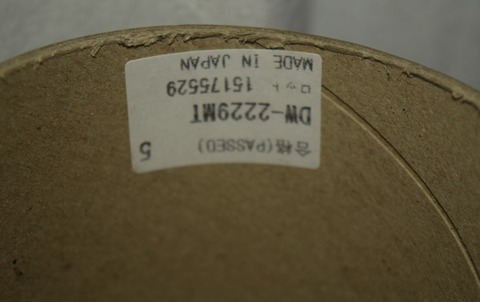 合格(PASSED) 5
DW-2229MT
ロット 15175529
MADE IN JAPAN